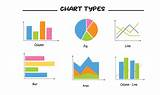 CHART TYPES
Column
Pie
Line
Bar
Area
Column - Line